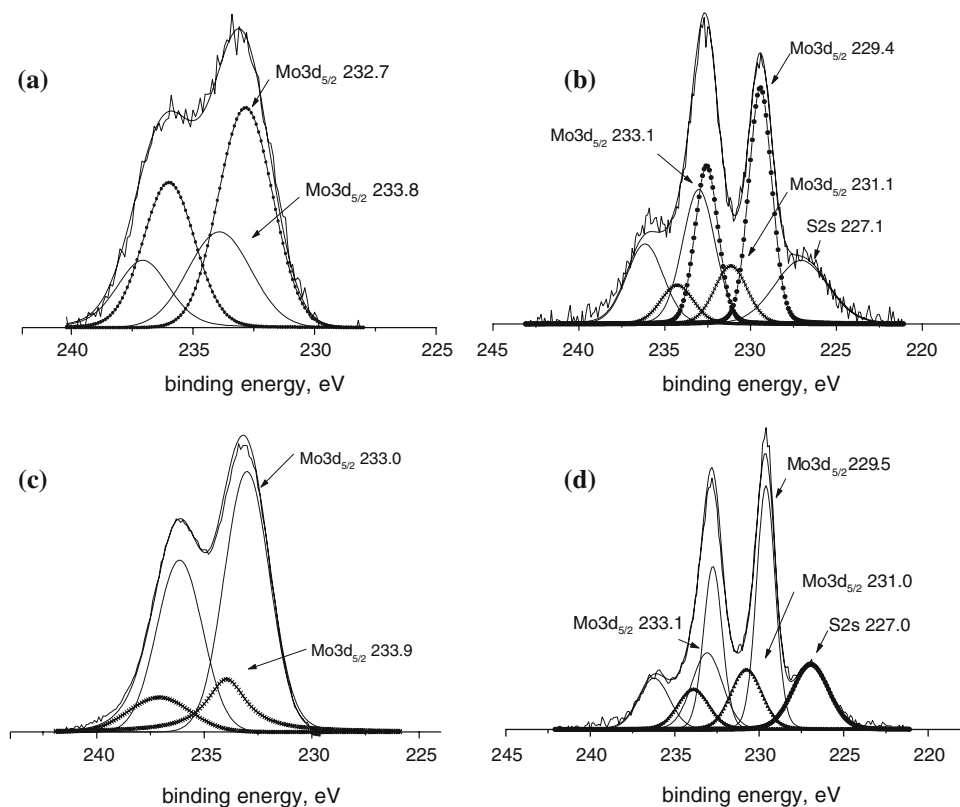 (a)
Mo3d5/2 232.7
Mo3d5/2 233.8
240 235 230 225
binding energy, eV
(b)
Mo3d5/2 229.4
Mo3d5/2 233.1
Mo3d5/2 231.1
S2s 227.1
245 240 235 230 225 220
binding energy, eV
(c)
Mo3d5/2 233.0
Mo3d5/2 233.9
240 235 230 225
binding energy, eV
(d)
Mo3d5/2 229.5
Mo3d5/2 231.0
Mo3d5/2 233.1
S2s 227.0
245 240 235 230 225 220
binding energy, eV